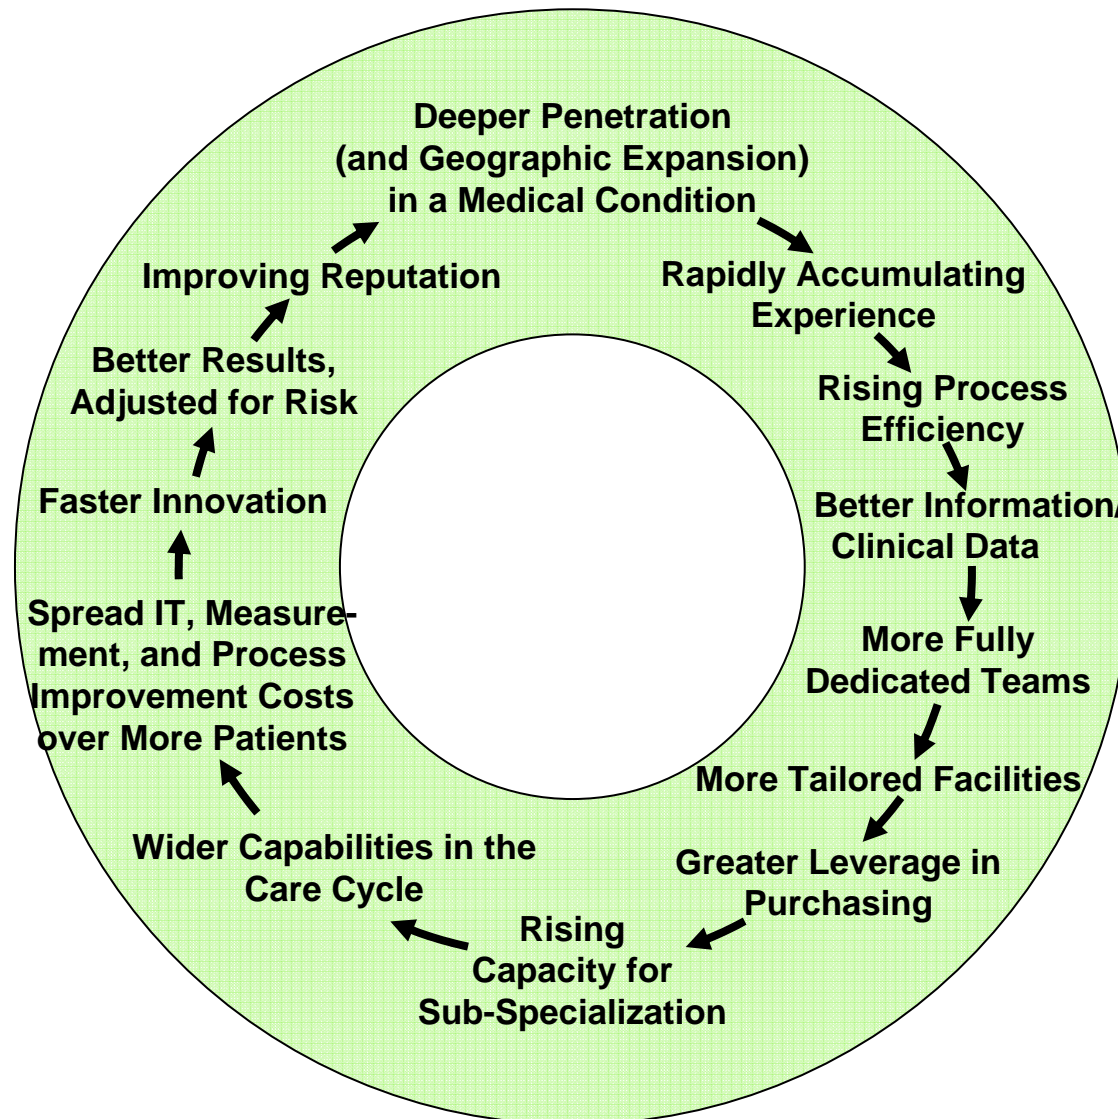 Deeper Penetration
(and Geographic Expansion)
in a Medical Condition
Rapidly Accumulating
Experience
Rising Process
Efficiency
Better Information/
Clinical Data
More Fully
Dedicated Teams
More Tailored Facilities
Greater Leverage in
Purchasing
Rising
Capacity for
Sub-Specialization
Wider Capabilities in the
Care Cycle
Spread IT, Measure-
ment, and Process
Improvement Costs
over More Patients
Faster Innovation
Better Results,
Adjusted for Risk
Improving Reputation